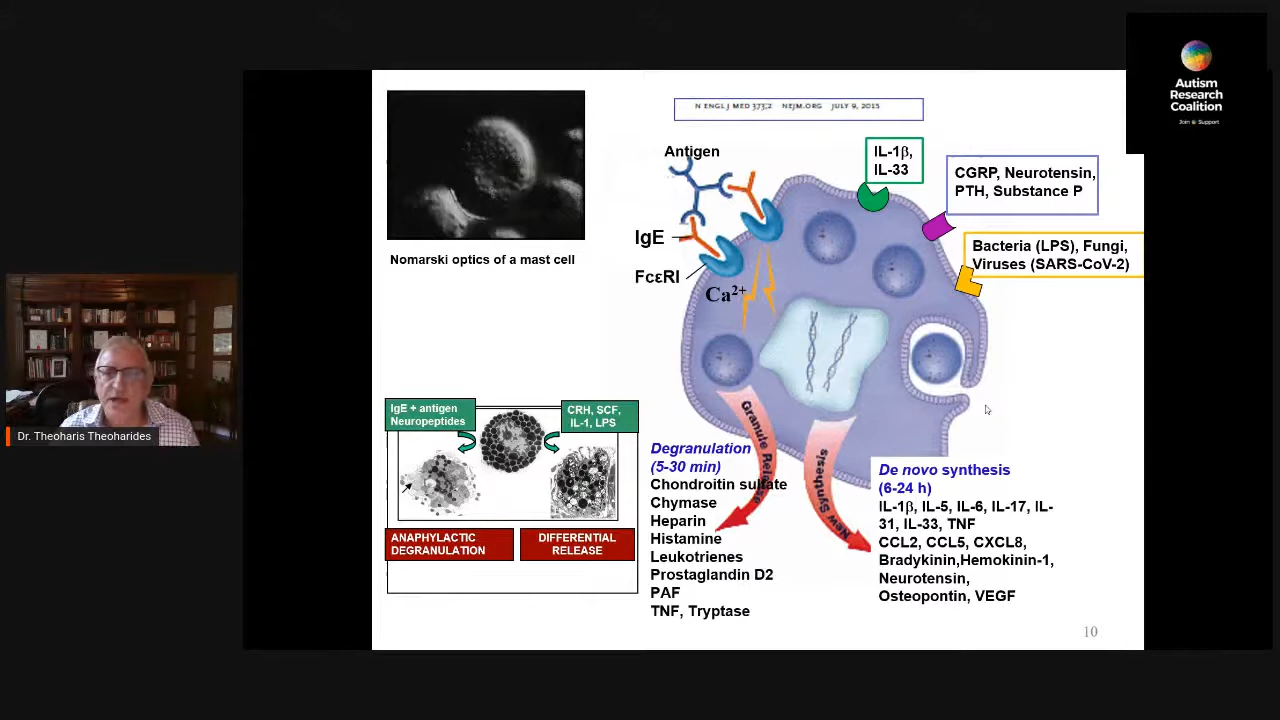 Autism
Research
Coalition
Join & Support
N ENGL J MED 373;2 NEJM.ORG JULY 9, 2015
Antigen
IL-1β,
IL-33
CGRP, Neurotensin,
PTH, Substance P
IgE
Bacteria (LPS), Fungi,
Viruses (SARS-CoV-2)
Nomarski optics of a mast cell
FcεRI
Ca²⁺
Dr. Theoharis Theoharides
IgE + antigen
Neuropeptides
CRH, SCF,
IL-1, LPS
ANAPHYLACTIC
DEGRANULATION
DIFFERENTIAL
RELEASE
Granule Release
New Synthesis
Degranulation
(5-30 min)
Chondroitin sulfate
Chymase
Heparin
Histamine
Leukotrienes
Prostaglandin D2
PAF
TNF, Tryptase
De novo synthesis
(6-24 h)
IL-1β, IL-5, IL-6, IL-17, IL-
31, IL-33, TNF
CCL2, CCL5, CXCL8,
Bradykinin,Hemokinin-1,
Neurotensin,
Osteopontin, VEGF
10